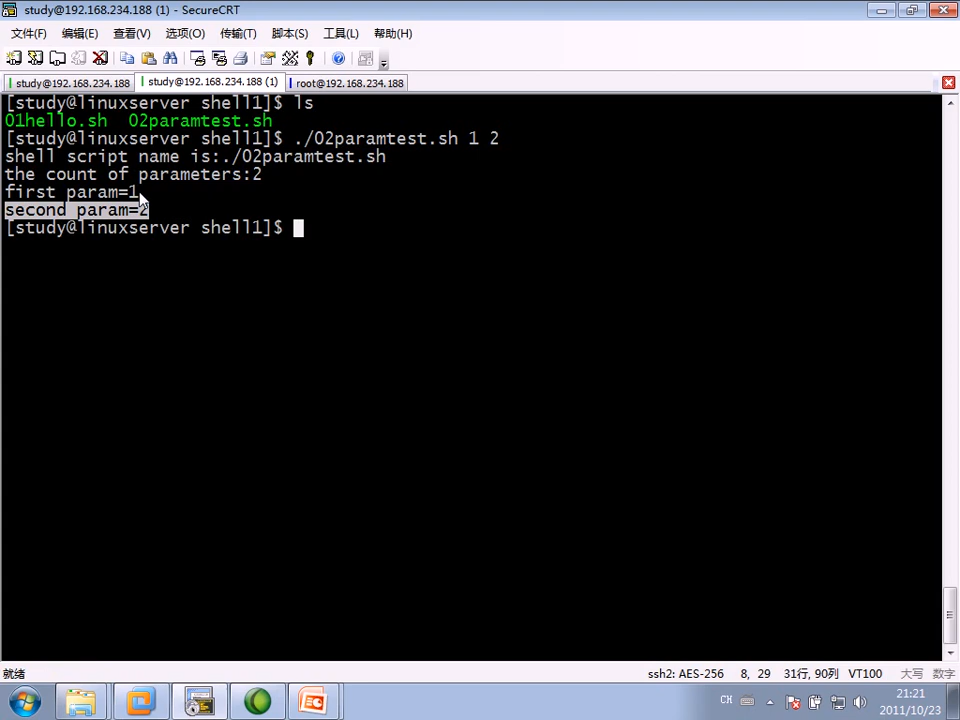 study@192.168.234.188 (1) - SecureCRT
文件(F) 编辑(E) 查看(V) 选项(O) 传输(T) 脚本(S) 工具(L) 帮助(H)
study@192.168.234.188 study@192.168.234.188 (1) root@192.168.234.188
[study@linuxserver shell1]$ ls
01hello.sh  02paramtest.sh
[study@linuxserver shell1]$ ./02paramtest.sh 1 2
shell script name is:./02paramtest.sh
the count of parameters:2
first param=1
second param=2
[study@linuxserver shell1]$
就绪 ssh2: AES-256 8, 29 31行, 90列 VT100 大写 数字
CH 21:21
2011/10/23